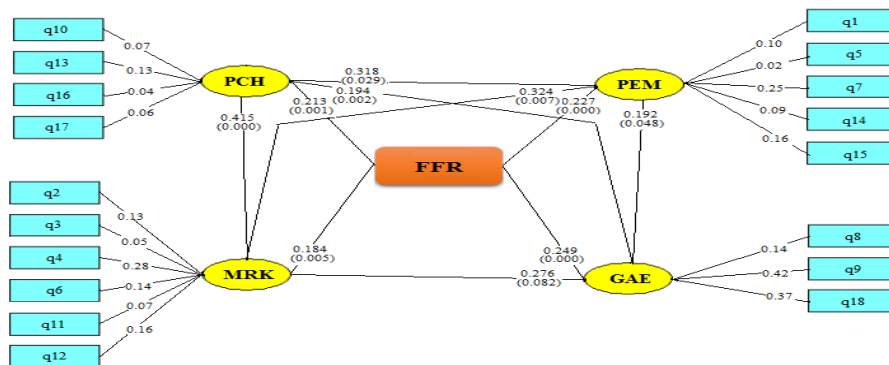 q10
q13
q16
q17
0.07
0.13
0.04
0.06
PCH
0.318
(0.029)
0.194
(0.002)
0.213
(0.001)
0.415
(0.000)
0.324
(0.007)
0.227
(0.000)
PEM
0.192
(0.048)
q1
q5
q7
q14
q15
0.10
0.02
0.25
0.09
0.16
FFR
q2
q3
q4
q6
q11
q12
0.13
0.05
0.28
0.14
0.07
0.16
MRK
0.184
(0.005)
0.249
(0.000)
0.276
(0.082)
GAE
q8
q9
q18
0.14
0.42
0.37